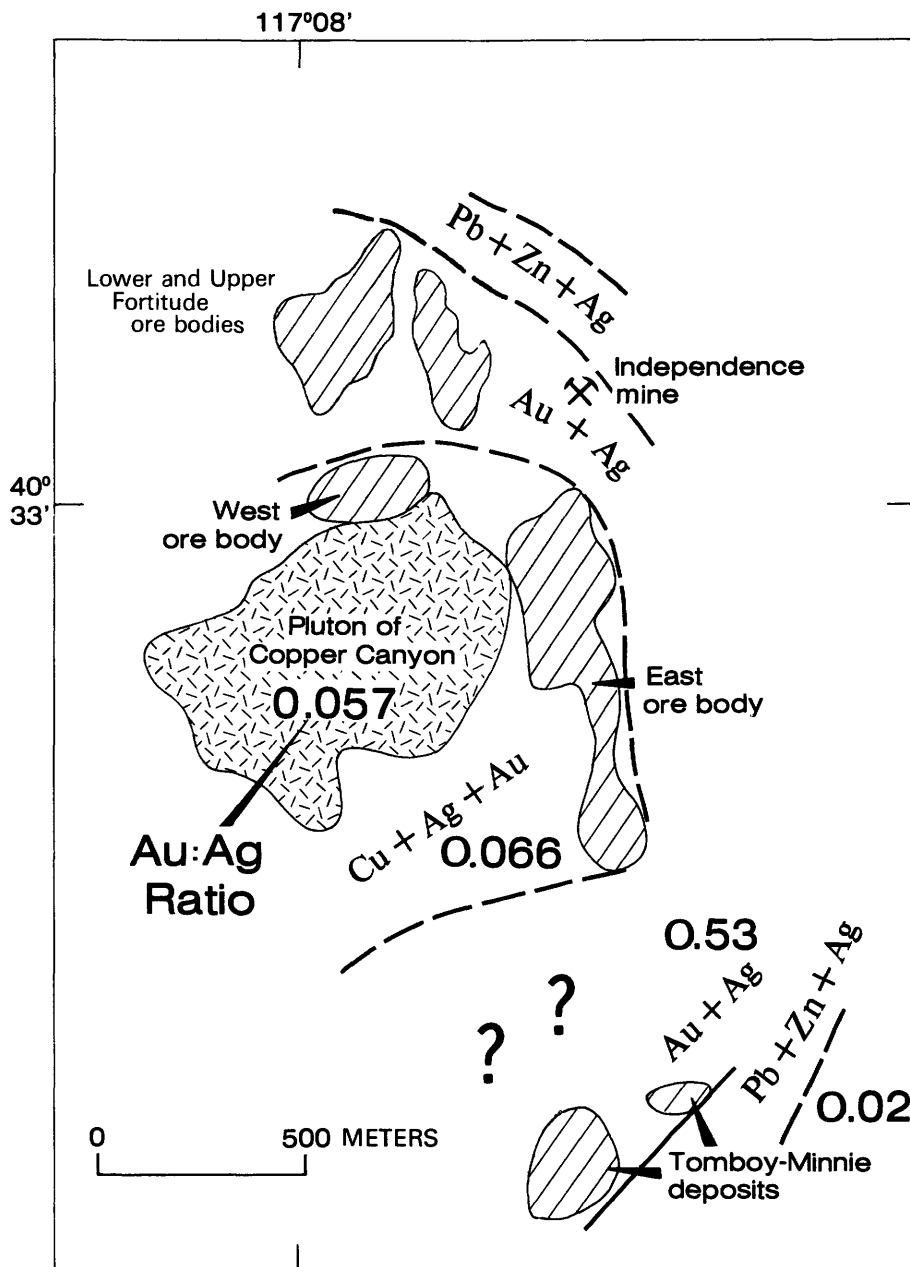 117°08'
Pb + Zn + Ag
Lower and Upper
Fortitude
ore bodies
Independence
mine
Au + Ag
40°
33'
West
ore body
Pluton of
Copper Canyon
0.057
East
ore body
Cu + Ag + Au
0.066
Au:Ag
Ratio
0.53
Au + Ag
Pb + Zn + Ag
? ?
0.02
0 500 METERS
Tomboy-Minnie
deposits